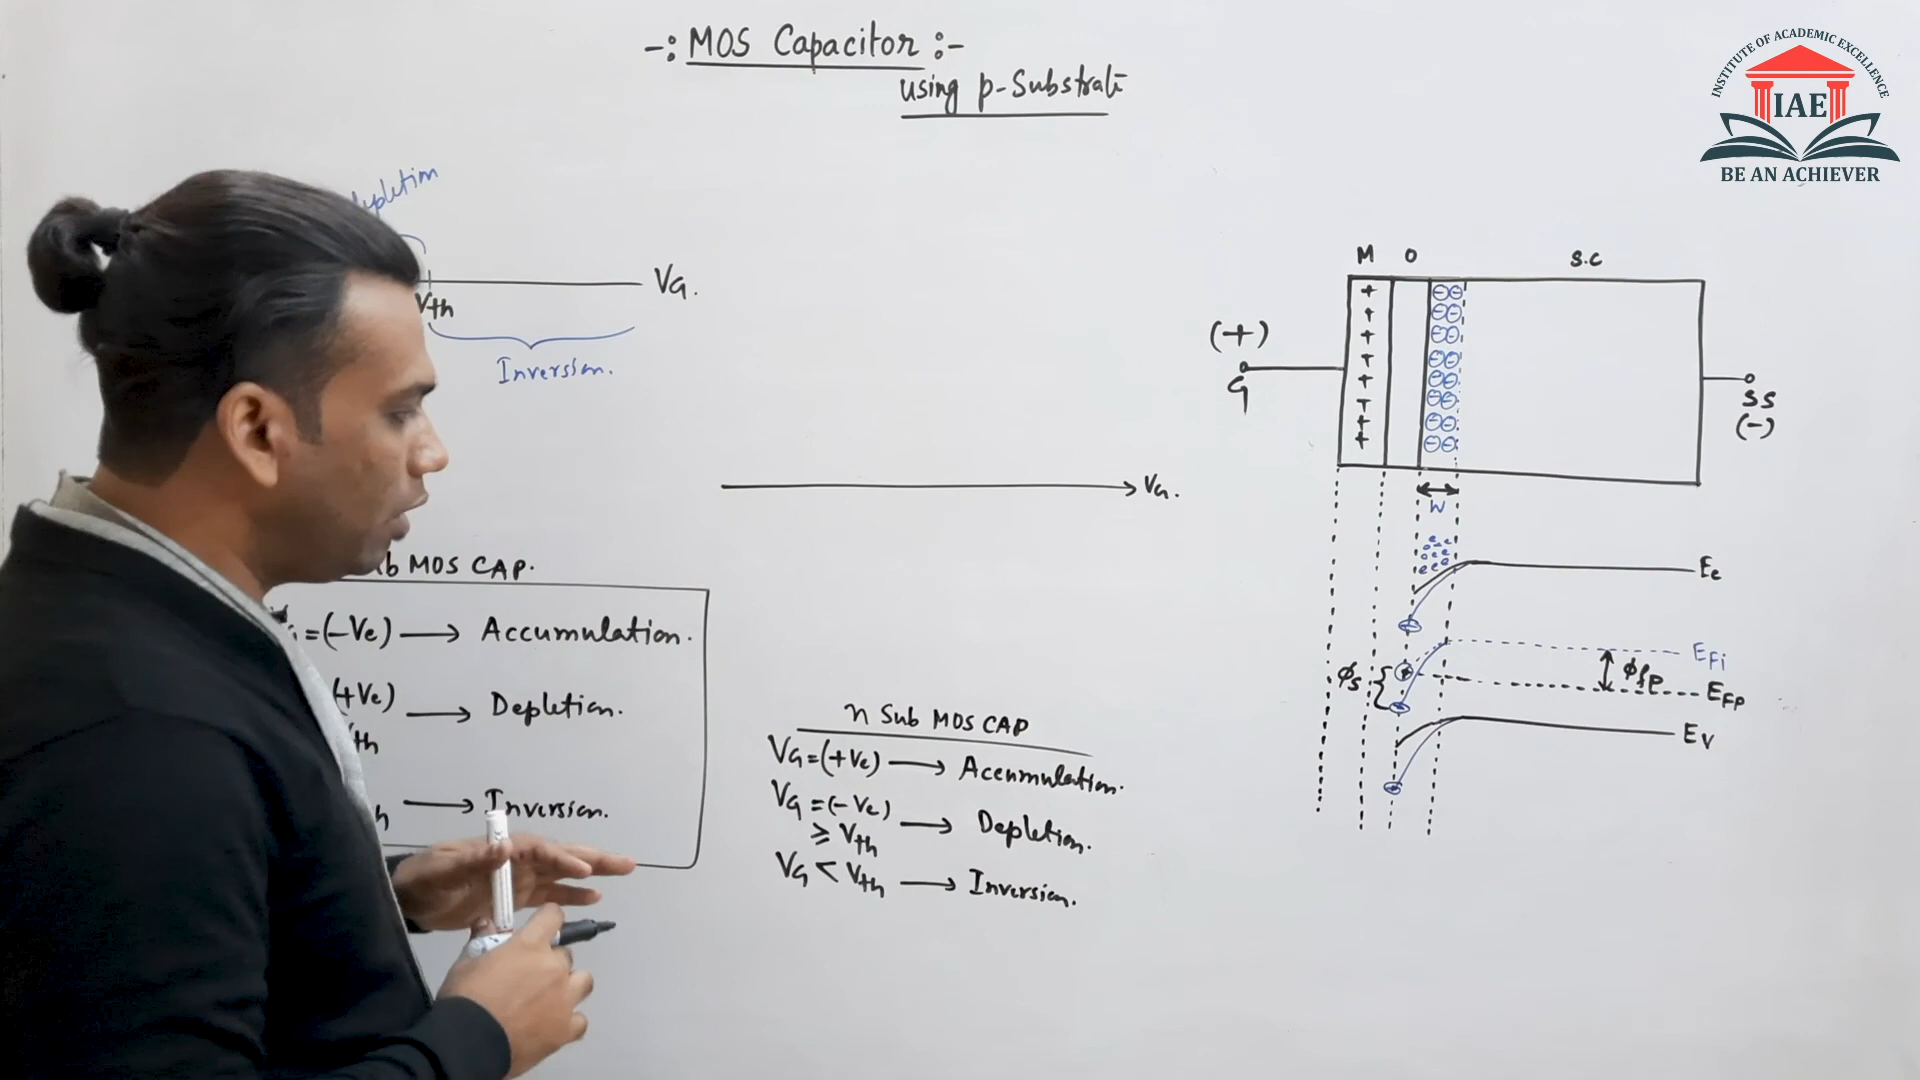 -: MOS Capacitor :-
using p-Substrate
INSTITUTE OF ACADEMIC EXCELLENCE
IAE
BE AN ACHIEVER
Vth
VG.
Inversion.
VG.
MOS CAP.
=(-Ve) → Accumulation.
(+Ve) → Depletion.
→ Inversion.
n Sub MOS CAP
VG=(+Ve) → Accumulation.
VG=(-Ve) → Depletion.
≥ Vth
VG < Vth → Inversion.
M O S.C
+
+
+
+
+
+
+
+
(+)
G
SS
(-)
W
Ec
EFi
ϕs
ϕfp
EFp
Ev